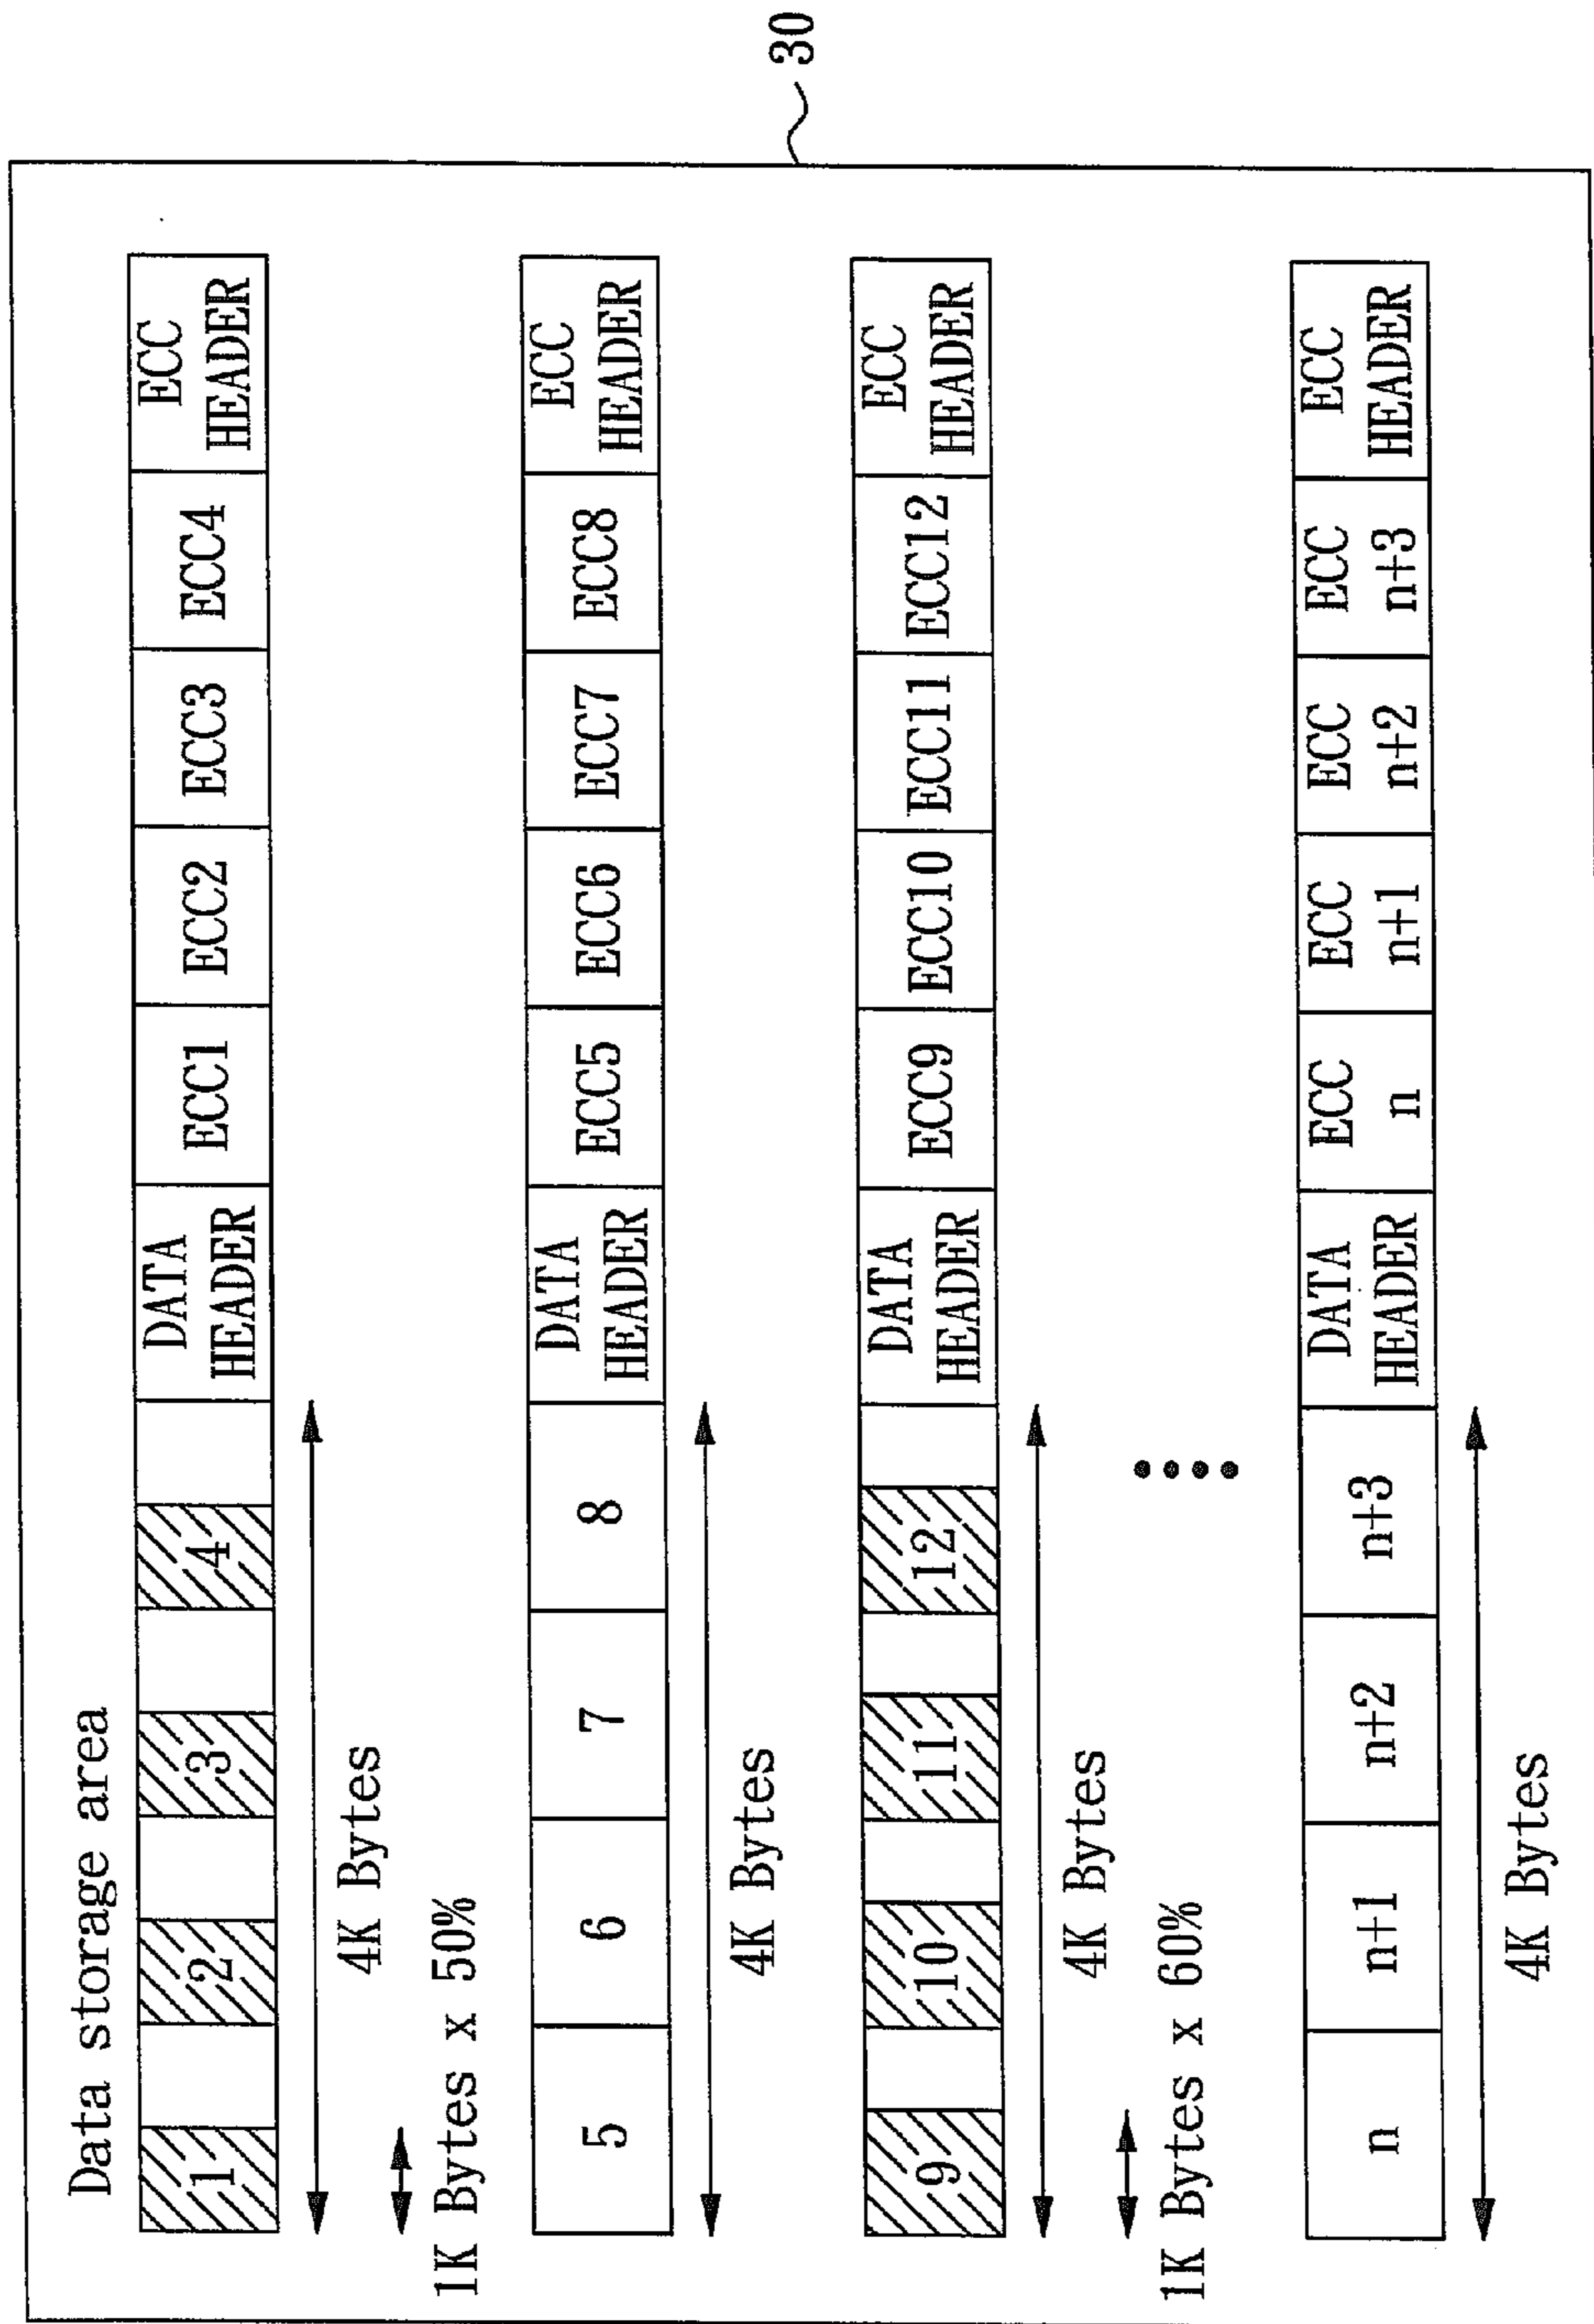 Data storage area
1
2
3
4
DATA
HEADER
ECC1
ECC2
ECC3
ECC4
ECC
HEADER
4K Bytes
1K Bytes x 50%
5
6
7
8
DATA
HEADER
ECC5
ECC6
ECC7
ECC8
ECC
HEADER
4K Bytes
9
10
11
12
DATA
HEADER
ECC9
ECC10
ECC11
ECC12
ECC
HEADER
4K Bytes
1K Bytes x 60%
n
n+1
n+2
n+3
DATA
HEADER
ECC
n
ECC
n+1
ECC
n+2
ECC
n+3
ECC
HEADER
4K Bytes
30